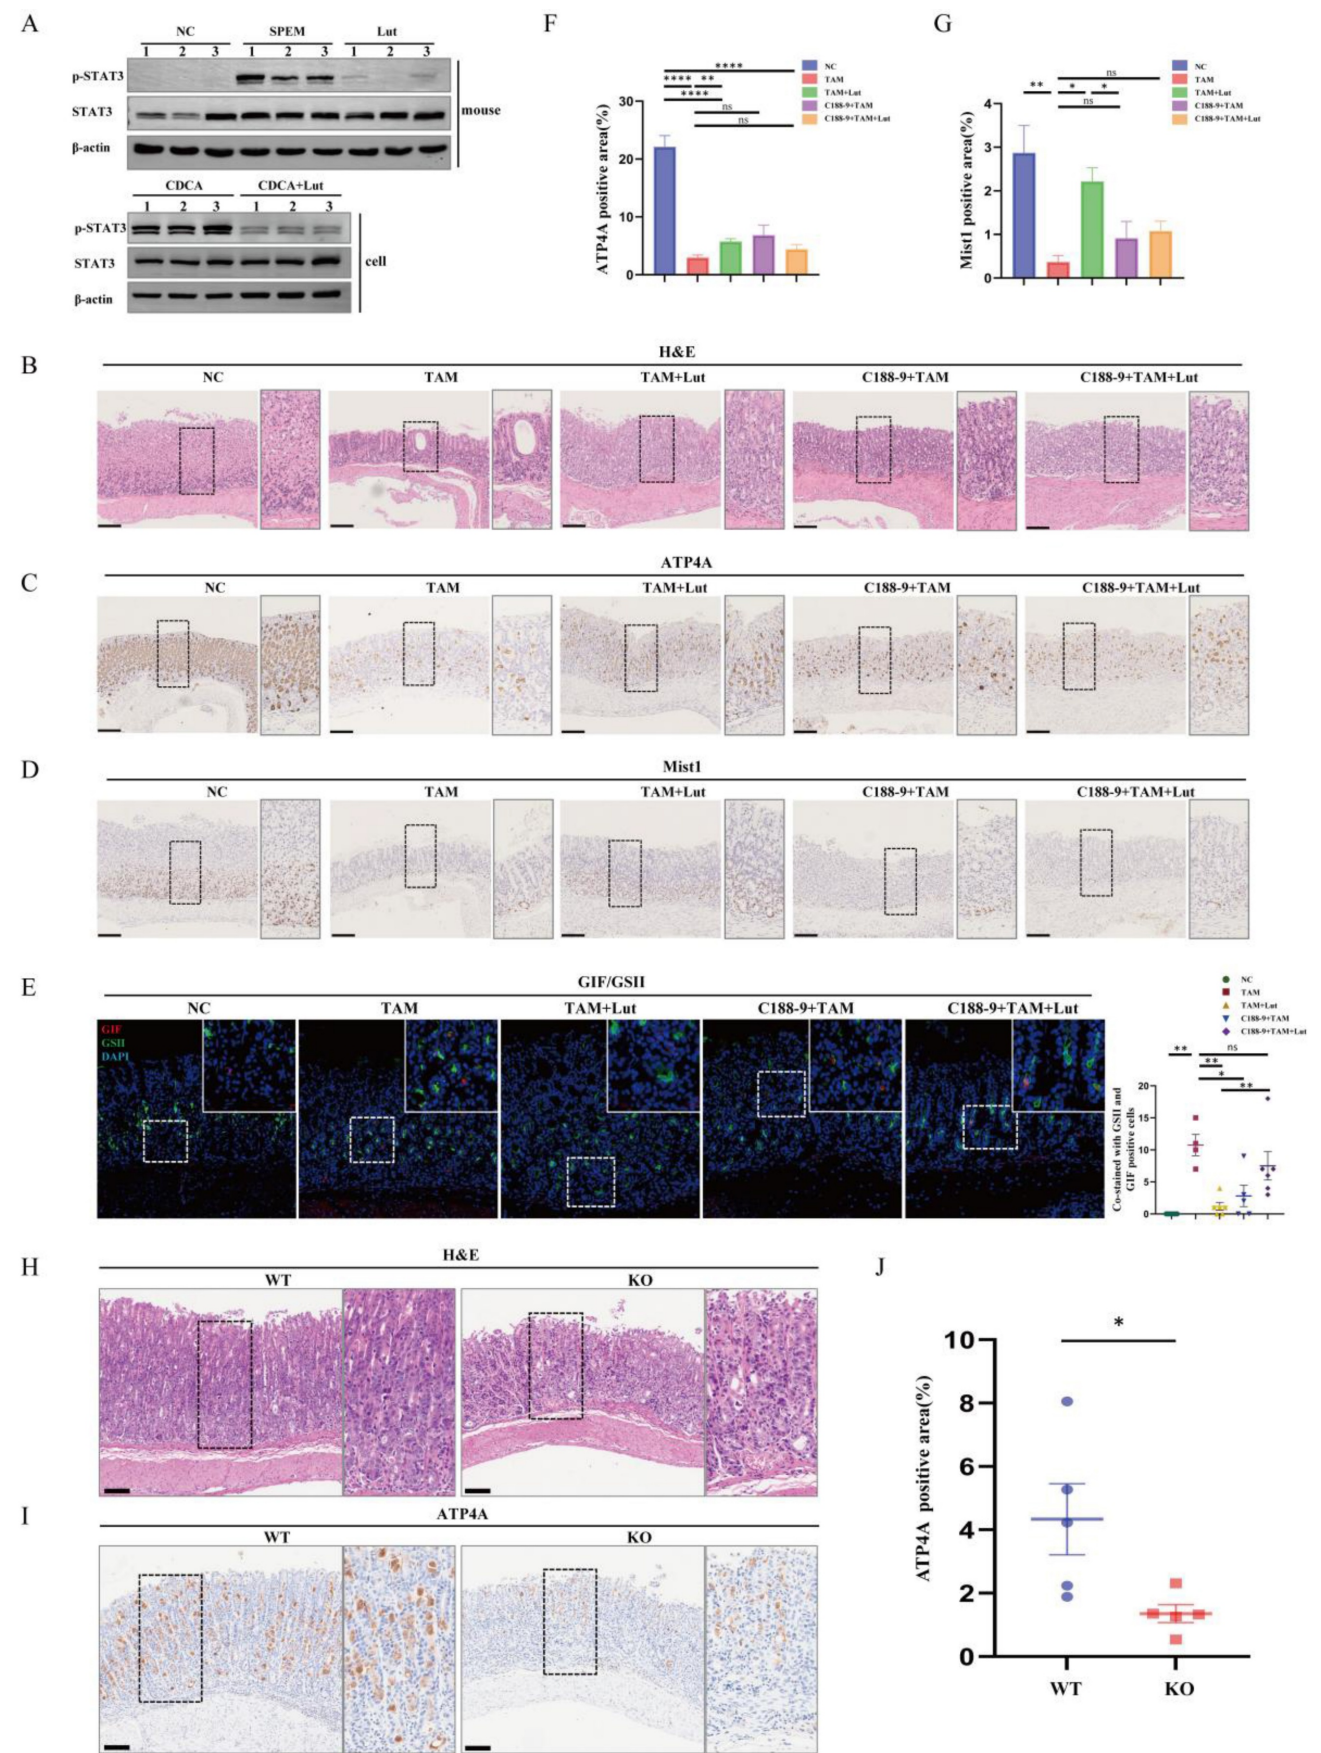 A
NC SPEM Lut
1 2 3 1 2 3 1 2 3
p-STAT3
STAT3
β-actin
mouse
CDCA CDCA+Lut
1 2 3 1 2 3
p-STAT3
STAT3
β-actin
cell
F
NC
TAM
TAM+Lut
C188-9+TAM
C188-9+TAM+Lut
****
**** **
****
ns
ns
30
20
10
0
ATP4A positive area(%)
G
NC
TAM
TAM+Lut
C188-9+TAM
C188-9+TAM+Lut
ns
** * *
ns
4
3
2
1
0
Mist1 positive area(%)
B
H&E
NC TAM TAM+Lut C188-9+TAM C188-9+TAM+Lut
C
ATP4A
NC TAM TAM+Lut C188-9+TAM C188-9+TAM+Lut
D
Mist1
NC TAM TAM+Lut C188-9+TAM C188-9+TAM+Lut
E
GIF/GSII
NC TAM TAM+Lut C188-9+TAM C188-9+TAM+Lut
GIF
GSII
DAPI
NC
TAM
TAM+Lut
C188-9+TAM
C188-9+TAM+Lut
** ns
**
*
**
20
15
10
5
0
Co-stained with GSII and
GIF positive cells
H
H&E
WT KO
I
ATP4A
WT KO
J
*
10
8
6
4
2
0
ATP4A positive area(%)
WT KO